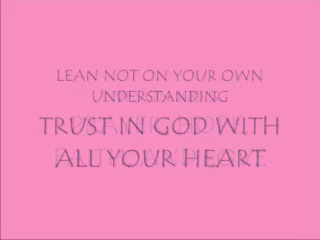 LEAN NOT ON YOUR OWN
UNDERSTANDING
TRUST IN GOD WITH
ALL YOUR HEART